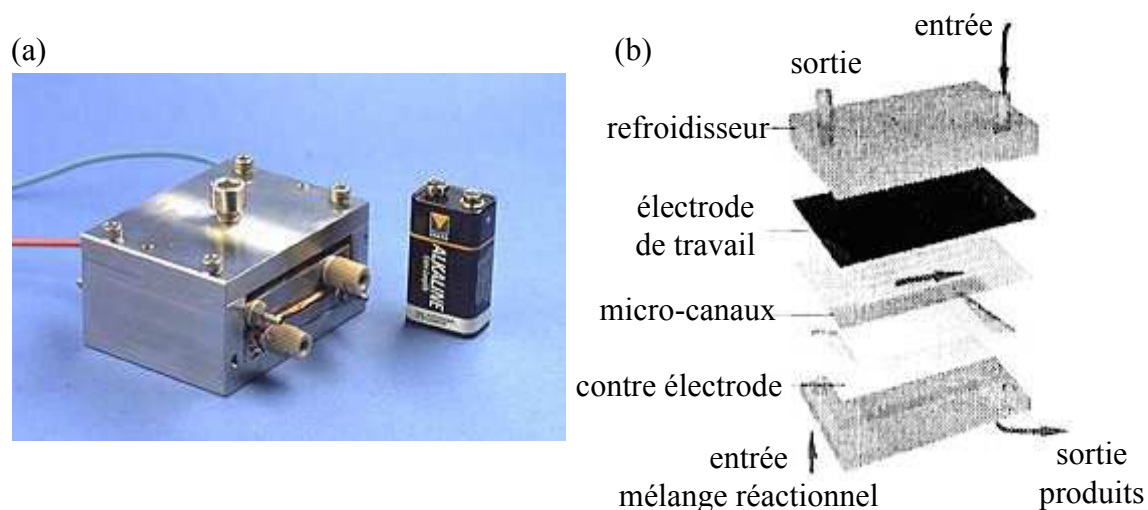 (a)
ALKALINE
(b)
entrée
sortie
refroidisseur
électrode
de travail
micro-canaux
contre électrode
entrée
mélange réactionnel
sortie
produits